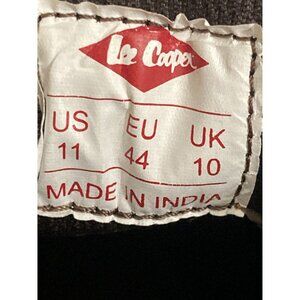 Lee Cooper
US EU UK
11 44 10
MADE IN INDIA